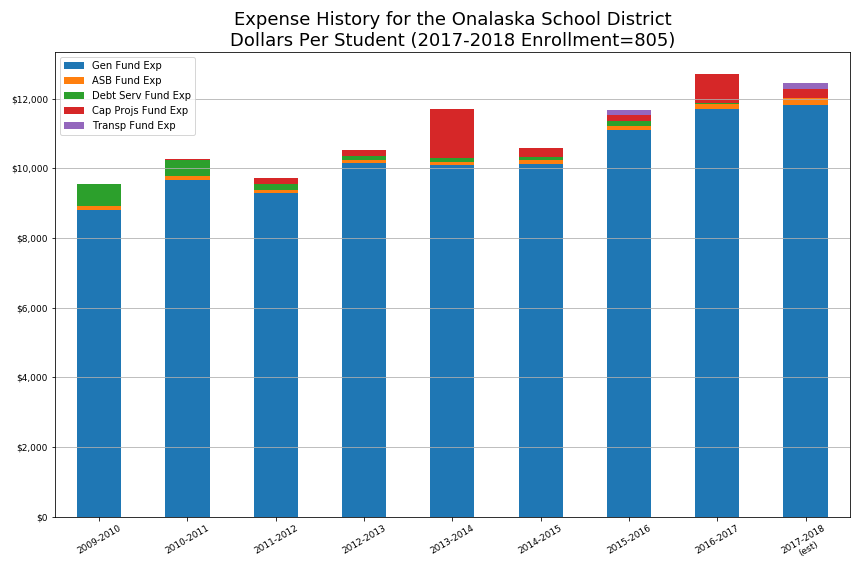 Expense History for the Onalaska School District
Dollars Per Student (2017-2018 Enrollment=805)
Gen Fund Exp
ASB Fund Exp
Debt Serv Fund Exp
Cap Projs Fund Exp
Transp Fund Exp
$12,000
$10,000
$8,000
$6,000
$4,000
$2,000
$0
2009-2010
2010-2011
2011-2012
2012-2013
2013-2014
2014-2015
2015-2016
2016-2017
2017-2018
(est)